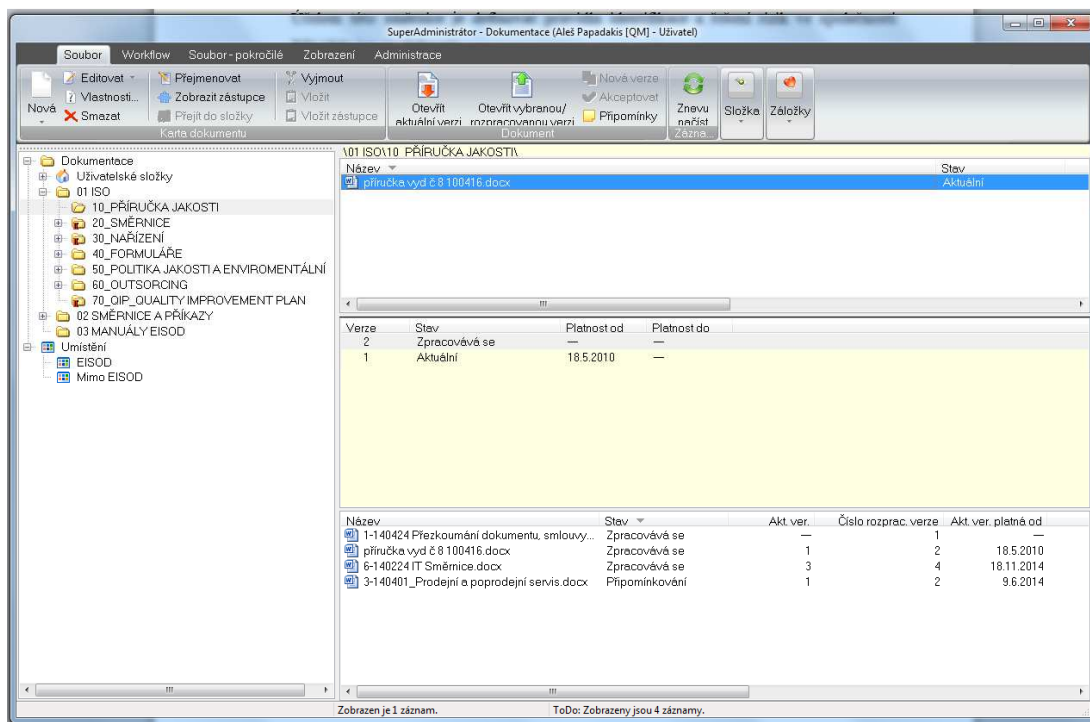 SuperAdministrátor - Dokumentace (Aleš Papadakis [QM] - Uživatel)
Soubor Workflow Soubor - pokročilé Zobrazení Administrace
Nová
Editovat
Vlastnosti...
Smazat
Přejmenovat
Zobrazit zástupce
Přejít do složky
Vyjmout
Vložit
Vložit zástupce
Karta dokumentu
Otevřít
aktuální verzi
Otevřít vybranou/
rozpracovanou verzi
Nová verze
Akceptovat
Připomínky
Dokument
Znevu
načíst
Zázna...
Složka
Záložky
Dokumentace
Uživatelské složky
01 ISO
10_PŘÍRUČKA JAKOSTI
20_SMĚRNICE
30_NAŘÍZENÍ
40_FORMULÁŘE
50_POLITIKA JAKOSTI A ENVIROMENTÁLNÍ
60_OUTSORCING
70_QIP_QUALITY IMPROVEMENT PLAN
02 SMĚRNICE A PŘÍKAZY
03 MANUÁLY EISOD
Umístění
EISOD
Mimo EISOD
\01 ISO\10_PŘÍRUČKA JAKOSTI\
Název Stav
příručka vyd č 8 100416.docx Aktuální
Verze Stav Platnost od Platnost do
2 Zpracovává se — —
1 Aktuální 18.5.2010 —
Název Stav Akt. ver. Číslo rozprac. verze Akt. ver. platná od
1-140424 Přezkoumání dokumentu, smlouvy... Zpracovává se — 1 —
příručka vyd č 8 100416.docx Zpracovává se 1 2 18.5.2010
6-140224 IT Směrnice.docx Zpracovává se 3 4 18.11.2014
3-140401_Prodejní a poprodejní servis.docx Připomínkování 1 2 9.6.2014
Zobrazen je 1 záznam. ToDo: Zobrazeny jsou 4 záznamy.